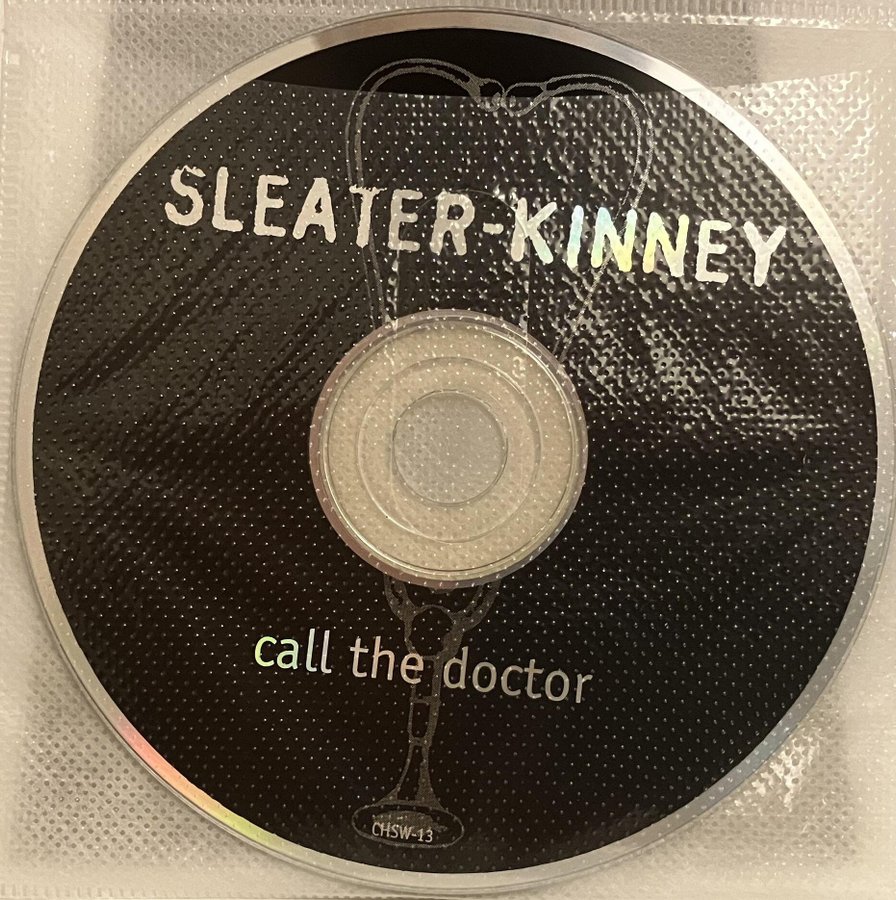 SLEATER-KINNEY
call the doctor
CHSW-13